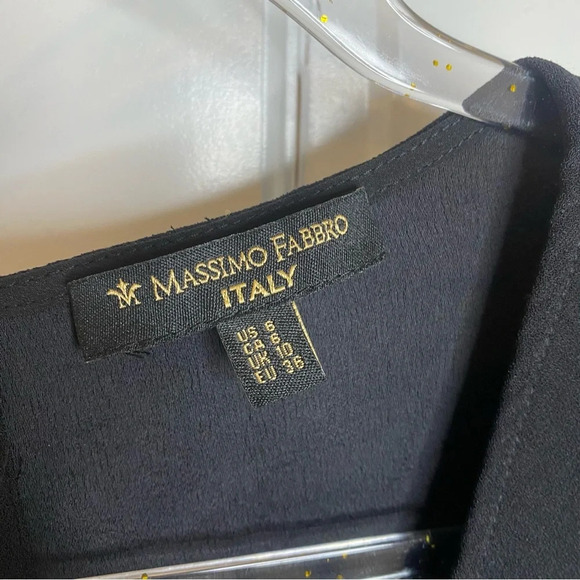 MASSIMO FABBRO
ITALY
US 6
CA 6
UK 10
EU 36